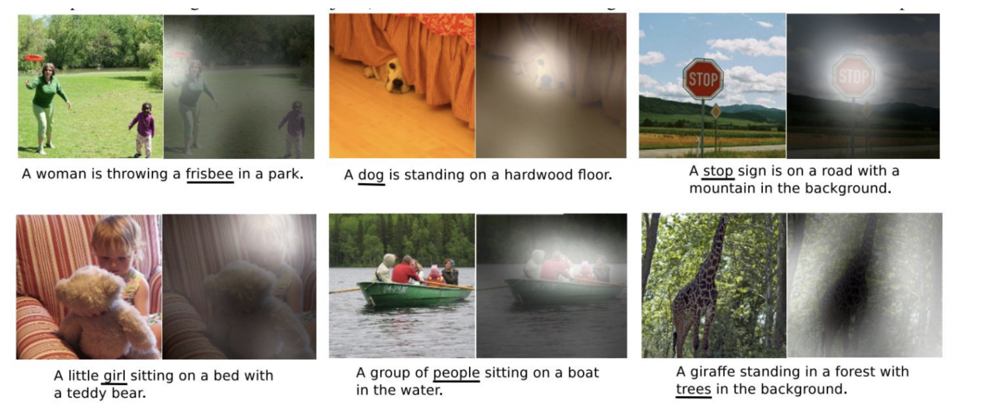 STOP
STOP
A woman is throwing a frisbee in a park.
A dog is standing on a hardwood floor.
A stop sign is on a road with a
mountain in the background.
A little girl sitting on a bed with
a teddy bear.
A group of people sitting on a boat
in the water.
A giraffe standing in a forest with
trees in the background.